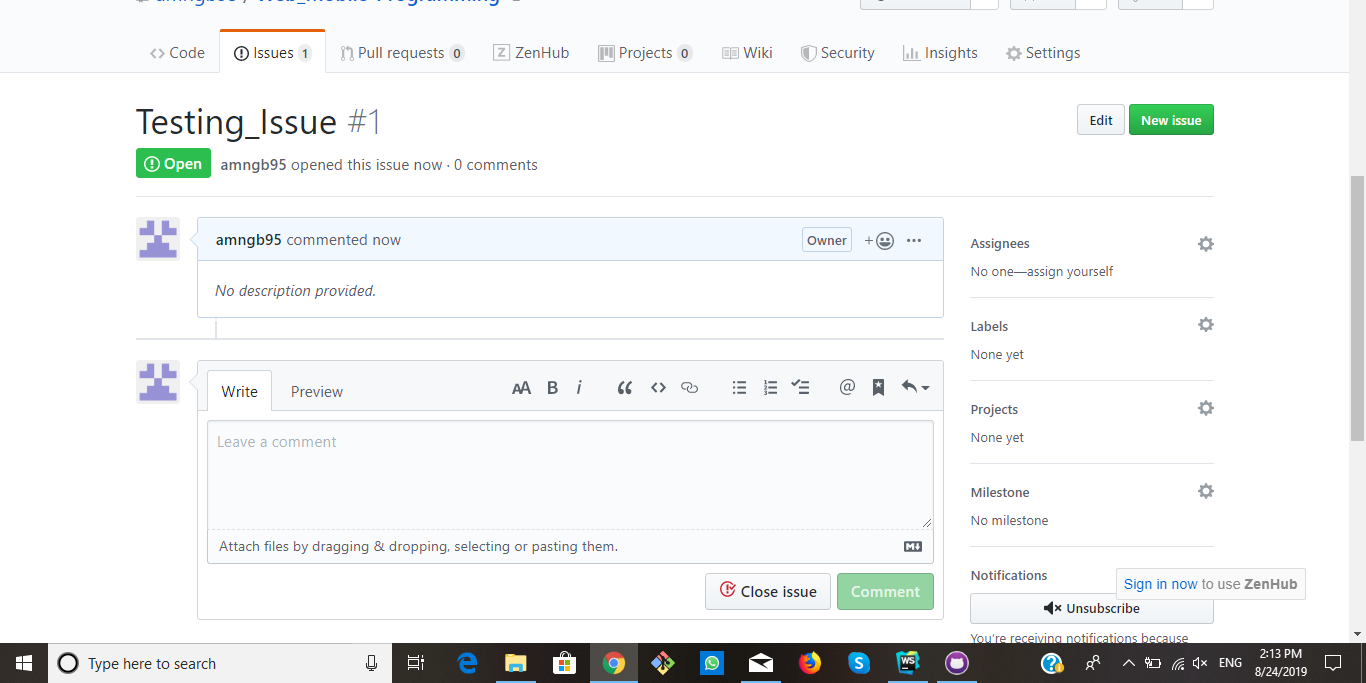 Code
Issues 1
Pull requests 0
Z ZenHub
Projects 0
Wiki
Security
Insights
Settings
Testing_Issue #1
Edit
New issue
Open
amngb95 opened this issue now · 0 comments
amngb95 commented now
Owner
No description provided.
Assignees
No one—assign yourself
Labels
None yet
Projects
None yet
Milestone
No milestone
Notifications
Unsubscribe
You're receiving notifications because
Write
Preview
AA B i
@
Leave a comment
Attach files by dragging & dropping, selecting or pasting them.
Close issue
Comment
Sign in now to use ZenHub
Type here to search
WS
ENG
2:13 PM
8/24/2019